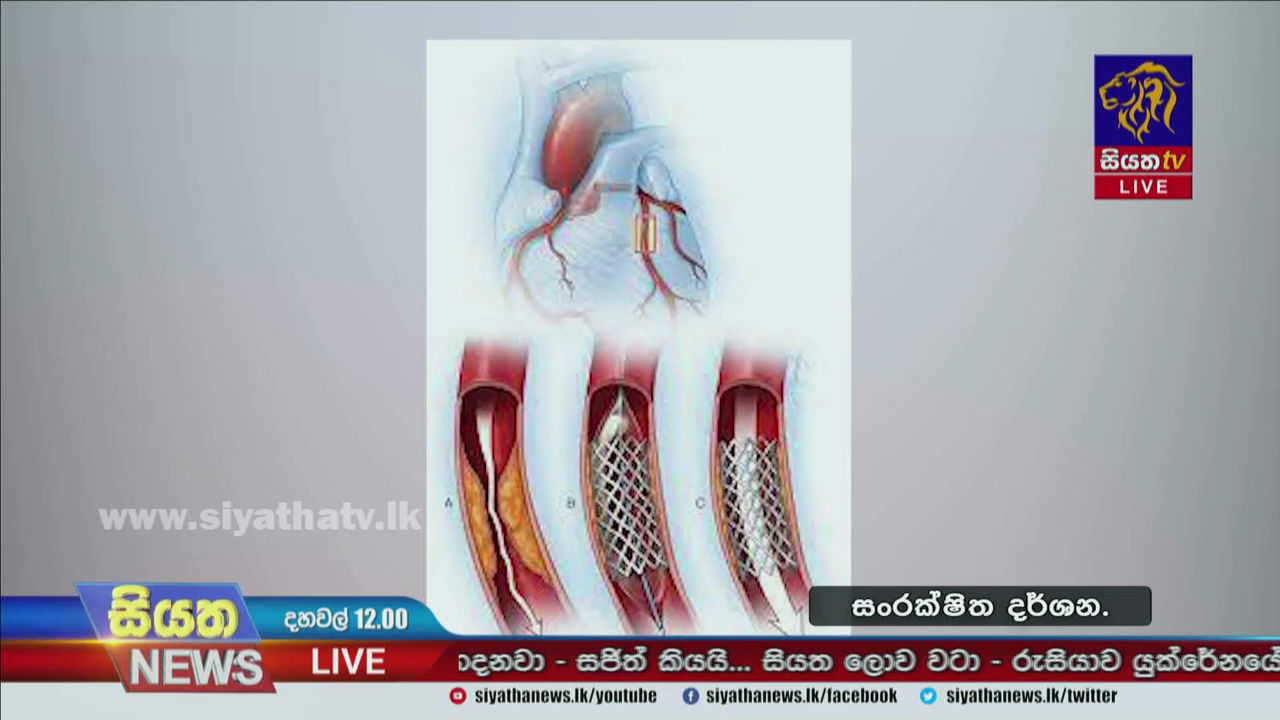 සියත tv
LIVE
www.siyathatv.lk
A
B
C
සංරක්ෂිත දර්ශන.
සියත
NEWS
දහවල් 12.00
LIVE
හදෙනවා - සජිත් කියයි... සියත ලොව වටා - රුසියාව යුක්රේනයේ
siyathanews.lk/youtube
siyathanews.lk/facebook
siyathanews.lk/twitter